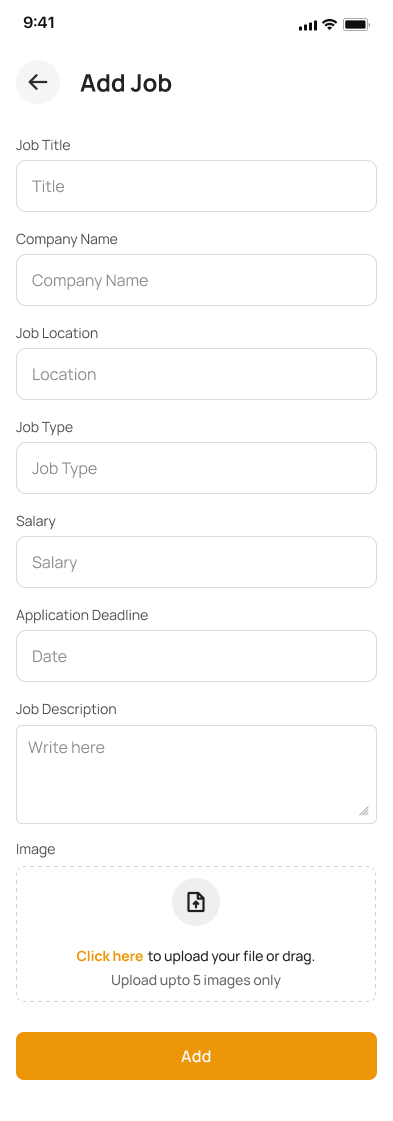 9:41
Add Job
Job Title
Title
Company Name
Company Name
Job Location
Location
Job Type
Job Type
Salary
Salary
Application Deadline
Date
Job Description
Write here
Image
Click here to upload your file or drag.
Upload upto 5 images only
Add